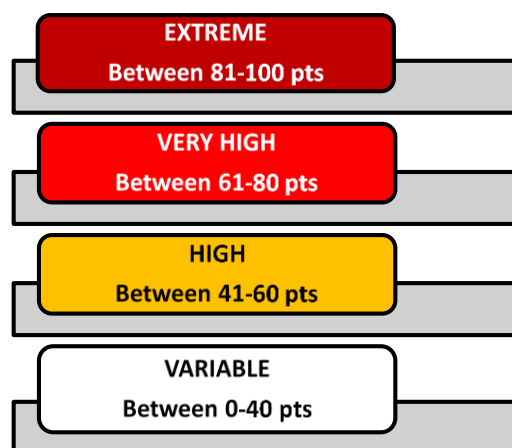 EXTREME
Between 81-100 pts
VERY HIGH
Between 61-80 pts
HIGH
Between 41-60 pts
VARIABLE
Between 0-40 pts